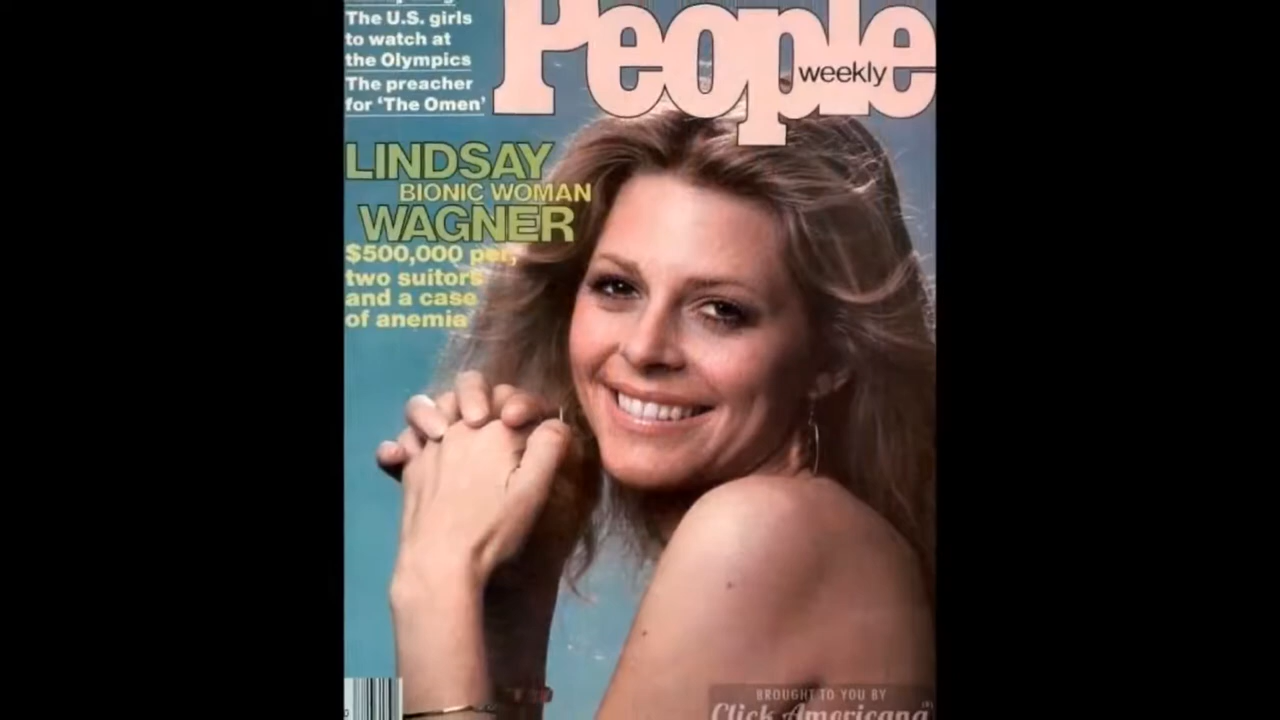 The U.S. girls
to watch at
the Olympics
The preacher
for ‘The Omen’
People
weekly
LINDSAY
BIONIC WOMAN
WAGNER
$500,000 per,
two suitors
and a case
of anemia
BROUGHT TO YOU BY
Click Americana